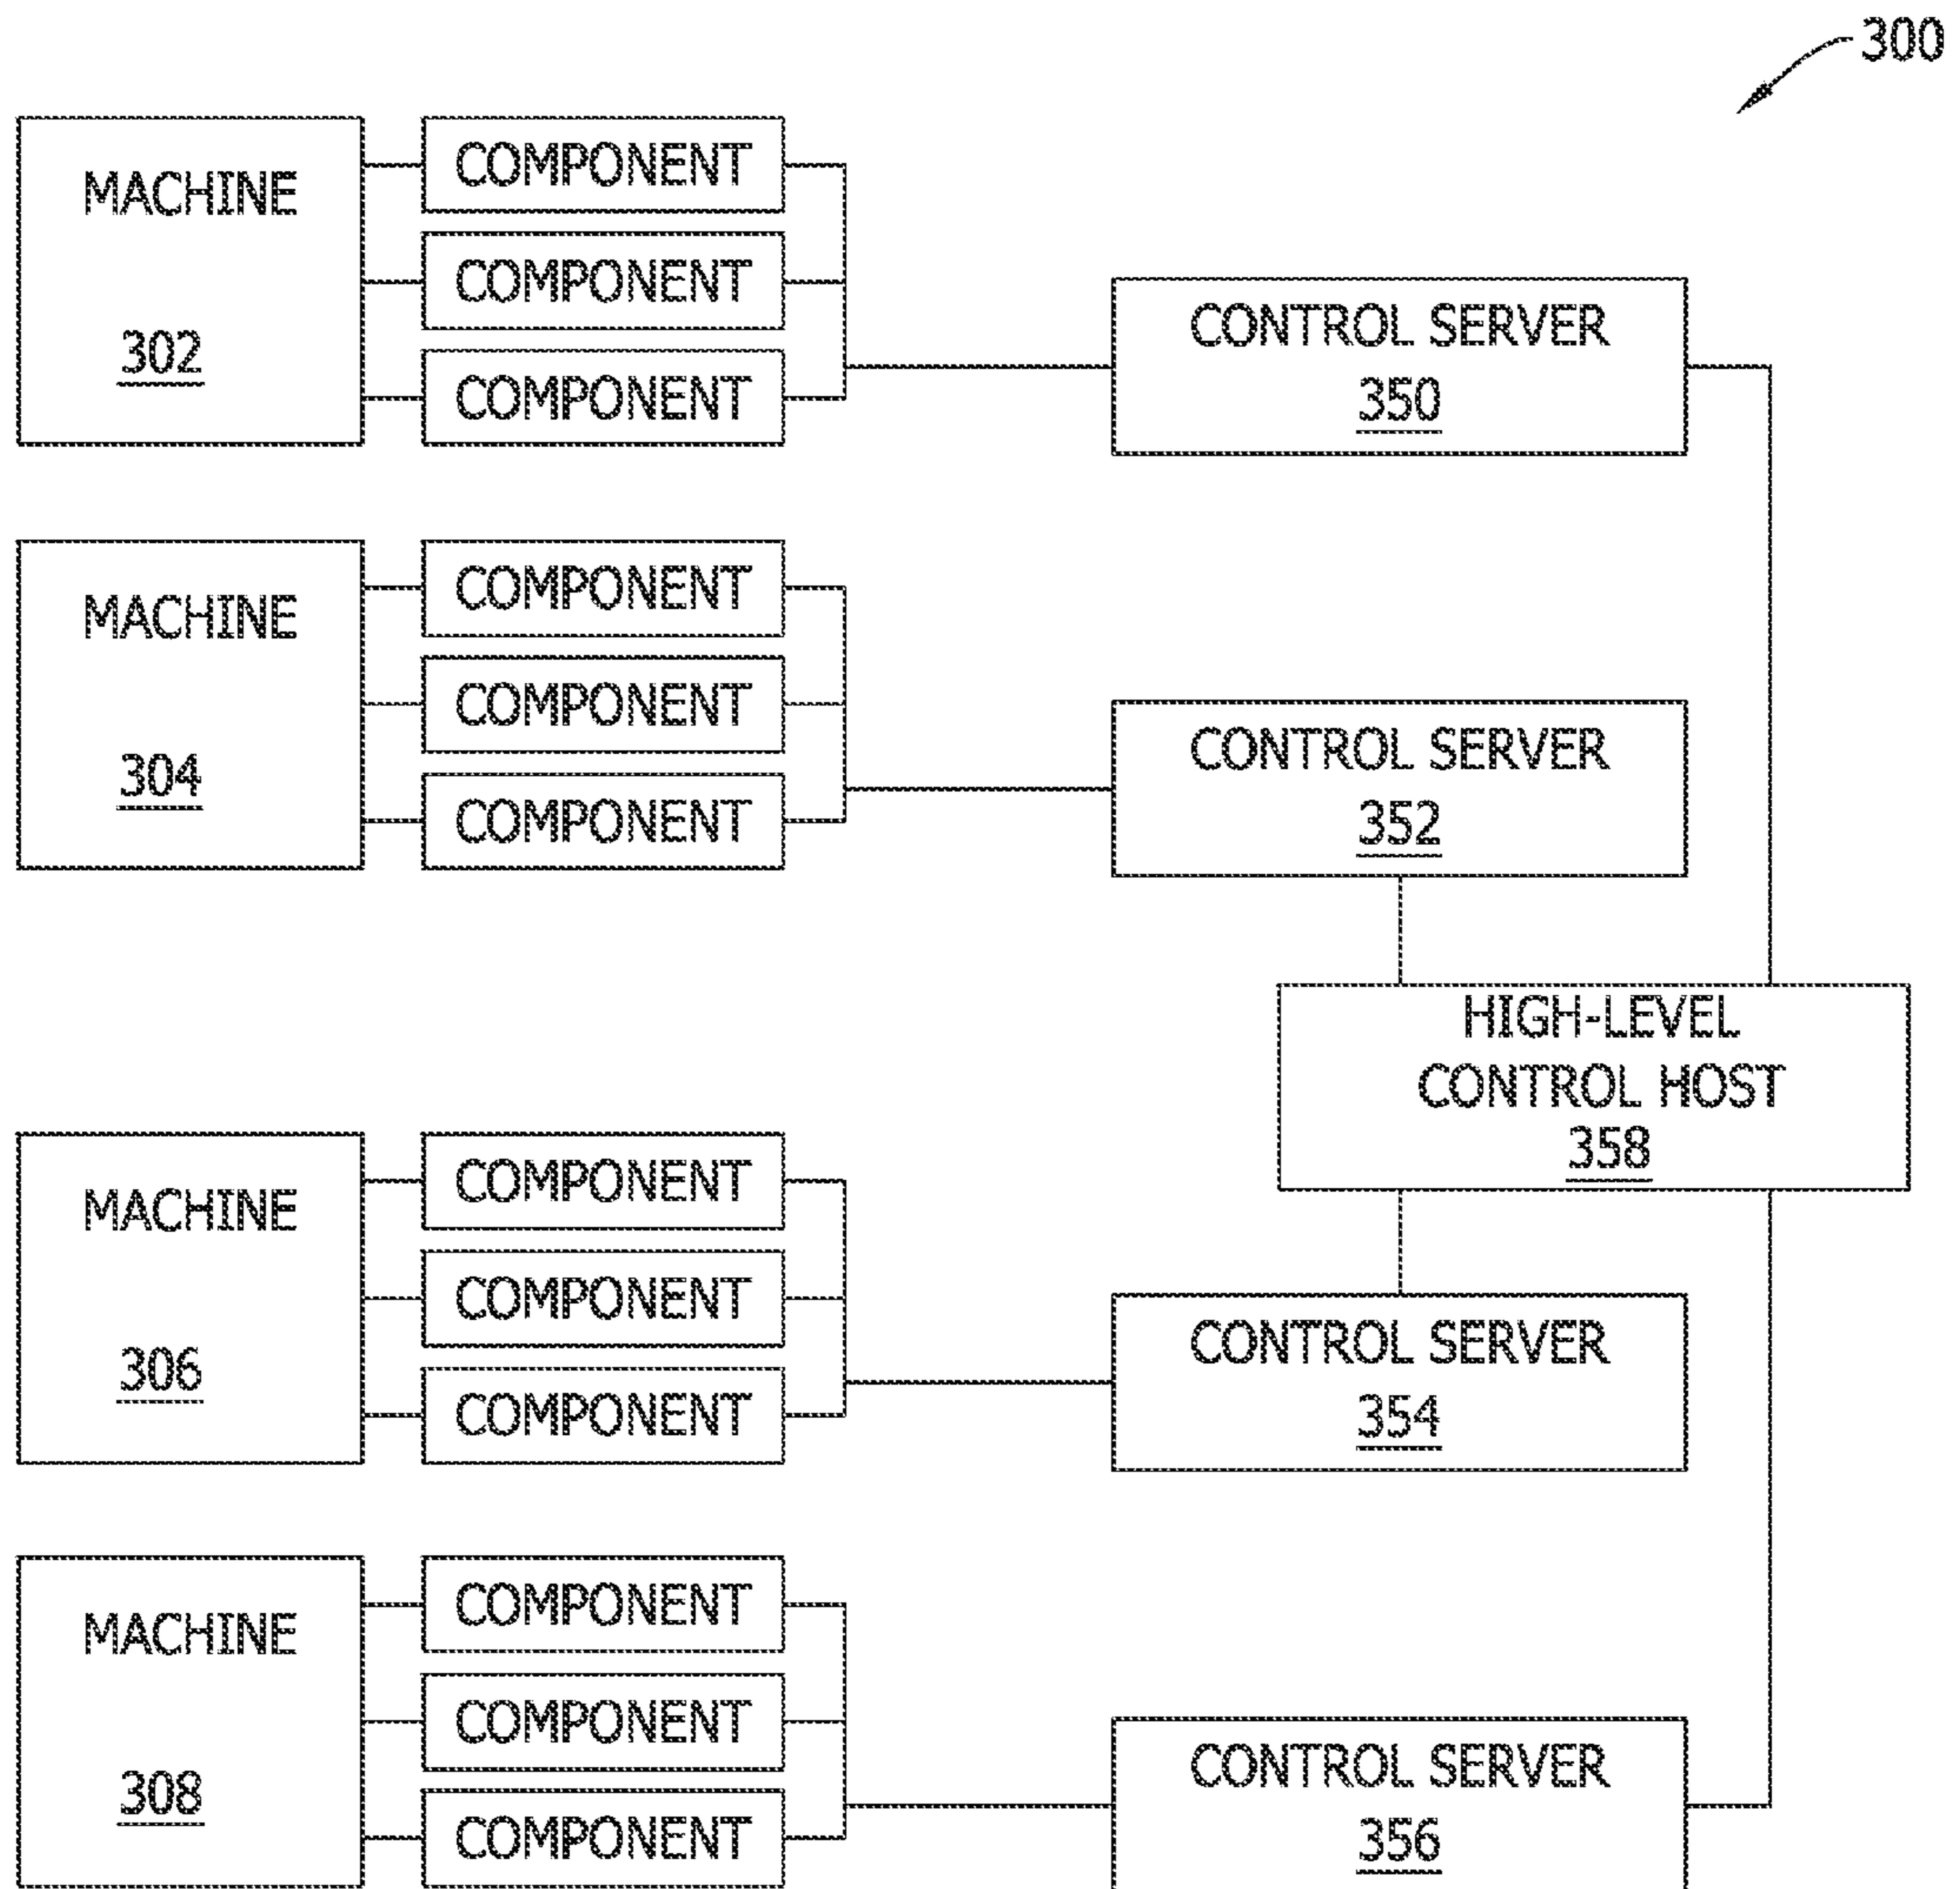 300
MACHINE
302
COMPONENT
COMPONENT
COMPONENT
CONTROL SERVER
350
MACHINE
304
COMPONENT
COMPONENT
COMPONENT
CONTROL SERVER
352
HIGH-LEVEL
CONTROL HOST
358
MACHINE
306
COMPONENT
COMPONENT
COMPONENT
CONTROL SERVER
354
MACHINE
308
COMPONENT
COMPONENT
COMPONENT
CONTROL SERVER
356